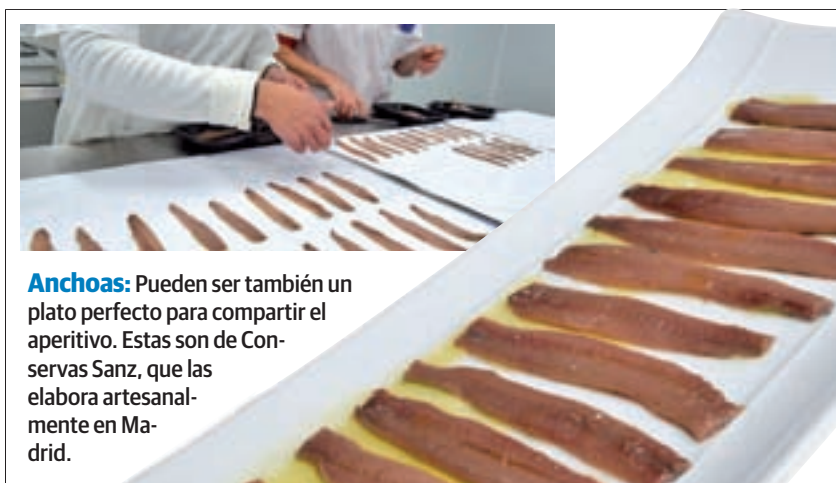 Anchoas: Pueden ser también un
plato perfecto para compartir el
aperitivo. Estas son de Con-
servas Sanz, que las
elabora artesanal-
mente en Ma-
drid.